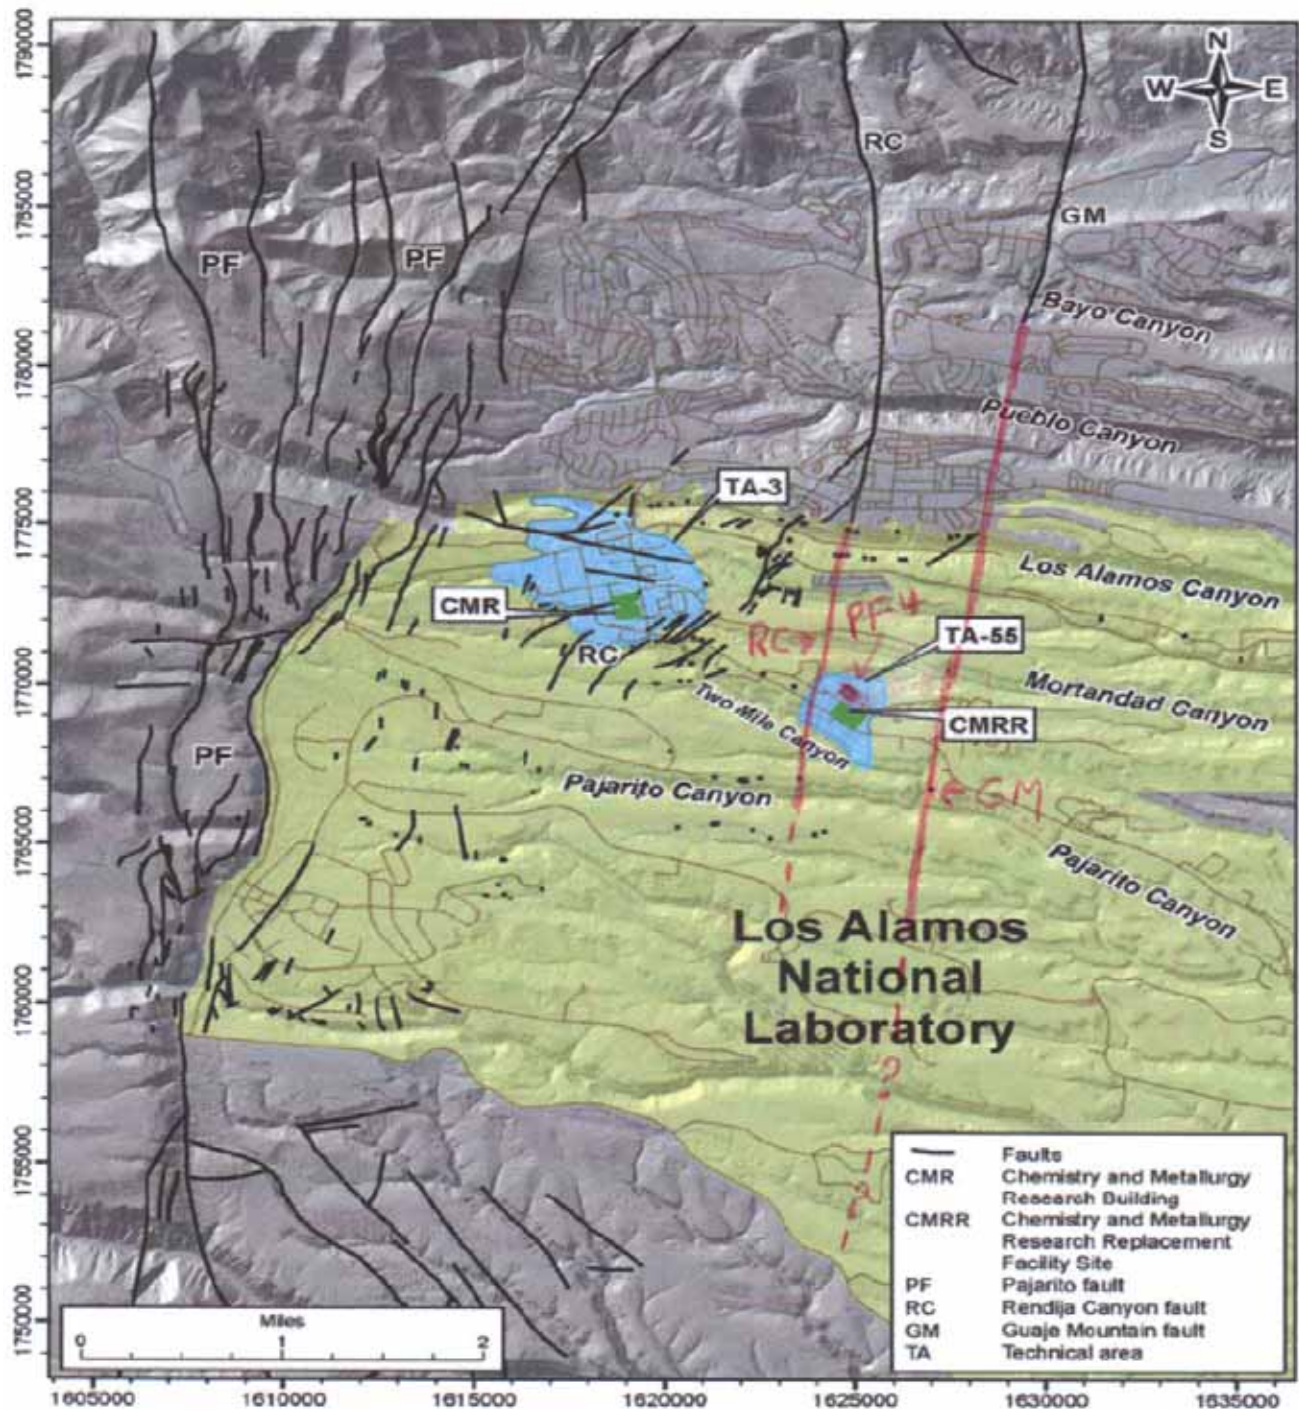 N
W E
S
RC
GM
PF
PF
Bayo Canyon
Pueblo Canyon
TA-3
Los Alamos Canyon
CMR
PF-4
RC
TA-55
RC
Two Mile Canyon
Mortandad Canyon
CMRR
PF
Pajarito Canyon
GM
Pajarito Canyon
Los Alamos
National
Laboratory
?
?
Faults
CMR Chemistry and Metallurgy
Research Building
CMRR Chemistry and Metallurgy
Research Replacement
Facility Site
PF Pajarito fault
RC Rendija Canyon fault
GM Guaje Mountain fault
TA Technical area
Miles
0 1 2
1790000
1785000
1780000
1775000
1770000
1765000
1760000
1755000
1750000
1605000 1610000 1615000 1620000 1625000 1630000 1635000